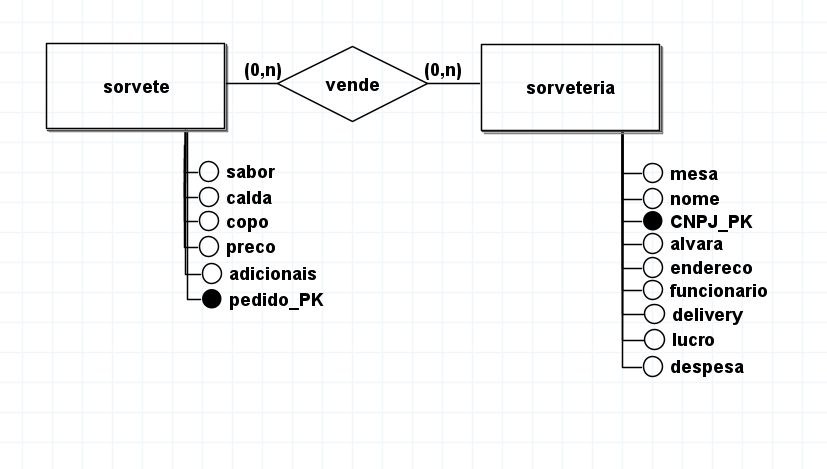 sorvete
(0,n)
vende
(0,n)
sorveteria
sabor
calda
copo
preco
adicionais
pedido_PK
mesa
nome
CNPJ_PK
alvara
endereco
funcionario
delivery
lucro
despesa